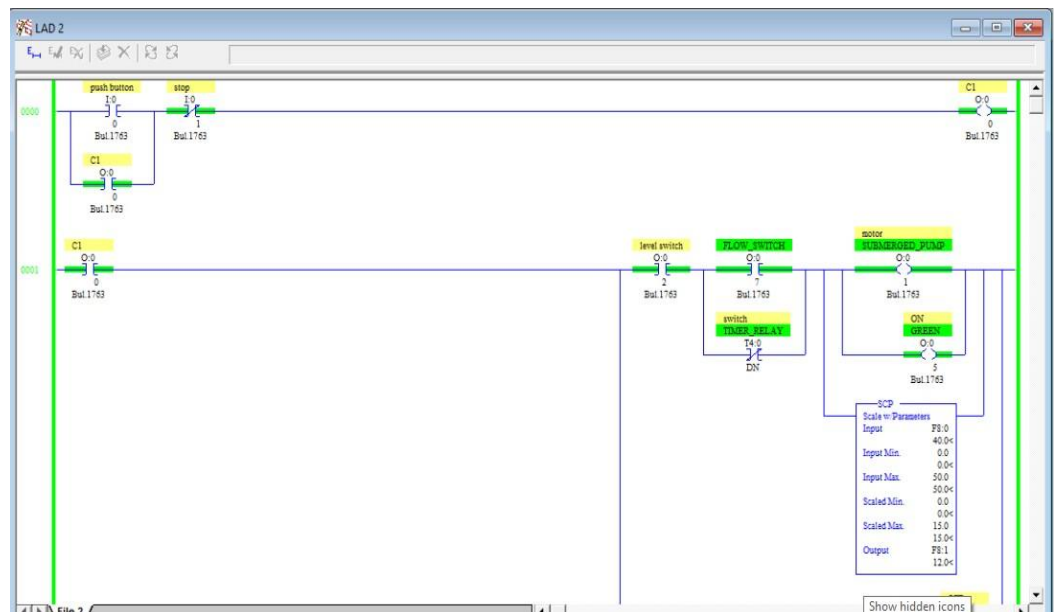 LAD 2
push button
I:0
0
Bul.1763
stop
I:0
1
Bul.1763
C1
O:0
0
Bul.1763
0000
C1
O:0
0
Bul.1763
C1
O:0
0
Bul.1763
0001
level switch
O:0
2
Bul.1763
FLOW_SWITCH
O:0
7
Bul.1763
motor
SUBMERGED_PUMP
O:0
1
Bul.1763
switch
TIMER_RELAY
T4:0
DN
ON
GREEN
O:0
5
Bul.1763
SCP
Scale w/Parameters
Input F8:0
40.0<
Input Min. 0.0
0.0<
Input Max. 50.0
50.0<
Scaled Min. 0.0
0.0<
Scaled Max. 15.0
15.0<
Output F8:1
12.0<
File 2
Show hidden icons